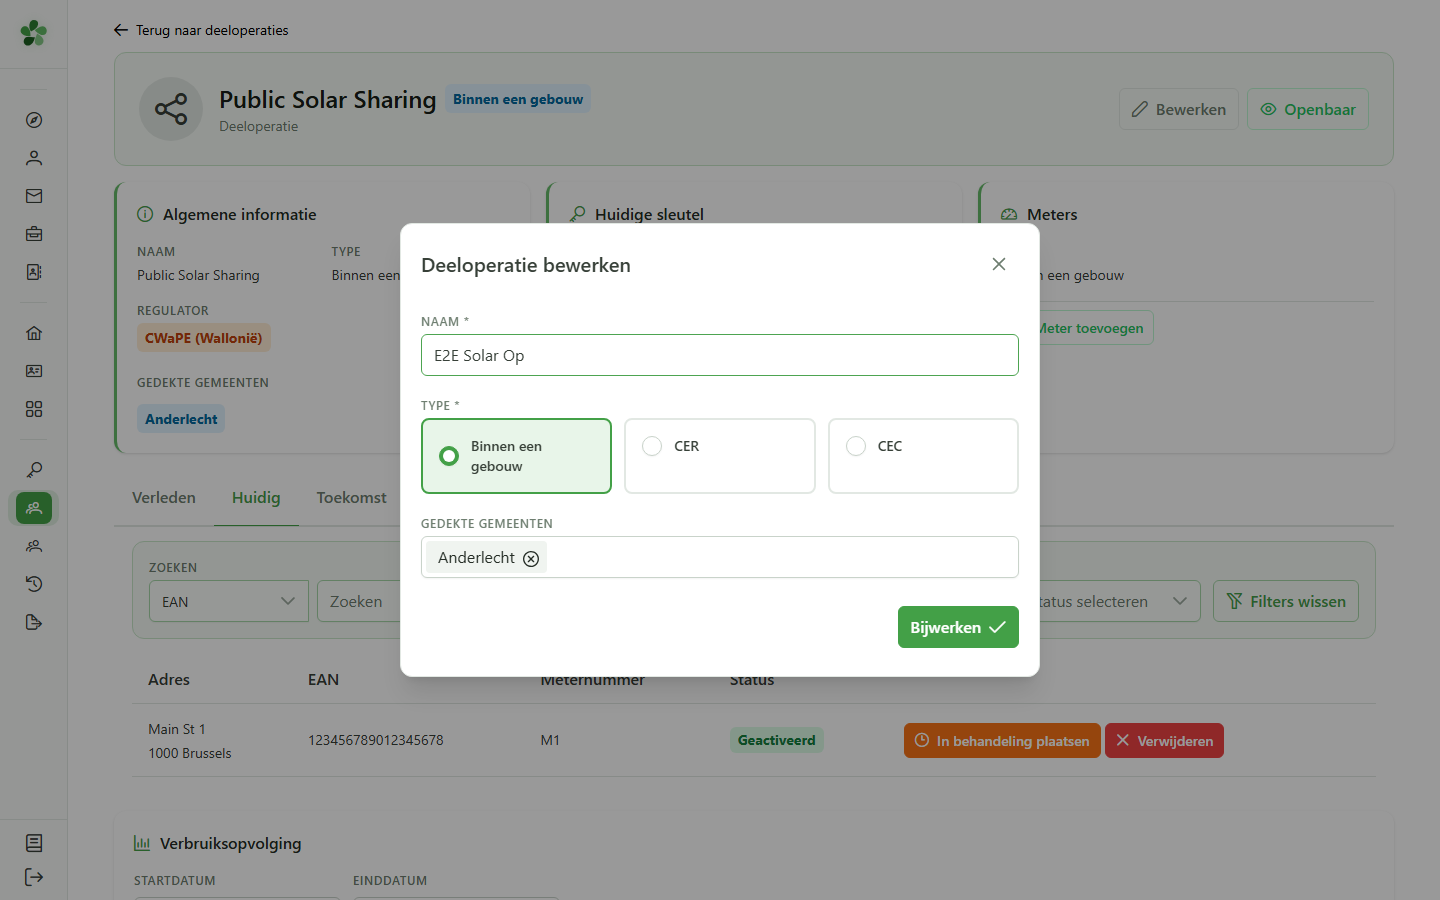 Terug naar deeloperaties
Public Solar Sharing
Binnen een gebouw
Deeloperatie
Bewerken
Openbaar
Algemene informatie
Huidige sleutel
Meters
NAAM
TYPE
Public Solar Sharing
Binnen een
n een gebouw
REGULATOR
CWaPE (Wallonië)
Meter toevoegen
GEDEKTE GEMEENTEN
Anderlecht
Deeloperatie bewerken
NAAM *
E2E Solar Op
TYPE *
Binnen een
gebouw
CER
CEC
GEDEKTE GEMEENTEN
Anderlecht
Bijwerken
Verleden
Huidig
Toekomst
ZOEKEN
EAN
Zoeken
tatus selecteren
Filters wissen
Adres
EAN
Meternummer
Status
Main St 1
1000 Brussels
123456789012345678
M1
Geactiveerd
In behandeling plaatsen
Verwijderen
Verbruiksopvolging
STARTDATUM
EINDDATUM